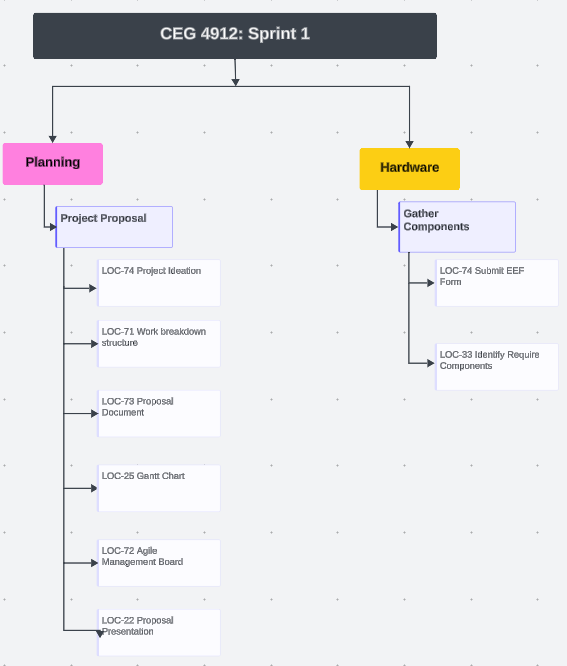 CEG 4912: Sprint 1
Planning
Hardware
Project Proposal
Gather
Components
LOC-74 Project Ideation
LOC-71 Work breakdown
structure
LOC-73 Proposal
Document
LOC-25 Gantt Chart
LOC-72 Agile
Management Board
LOC-22 Proposal
Presentation
LOC-74 Submit EEF
Form
LOC-33 Identify Require
Components